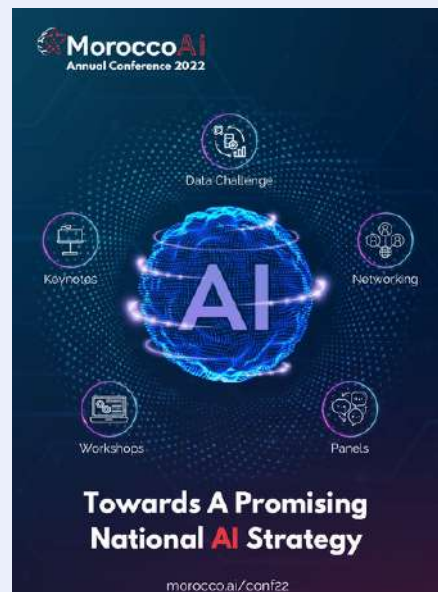 MoroccoAi
Annual Conference 2022
Data Challenge
Keynotes
Networking
AI
Workshops
Panels
Towards A Promising
National AI Strategy
morocco.ai/conf22